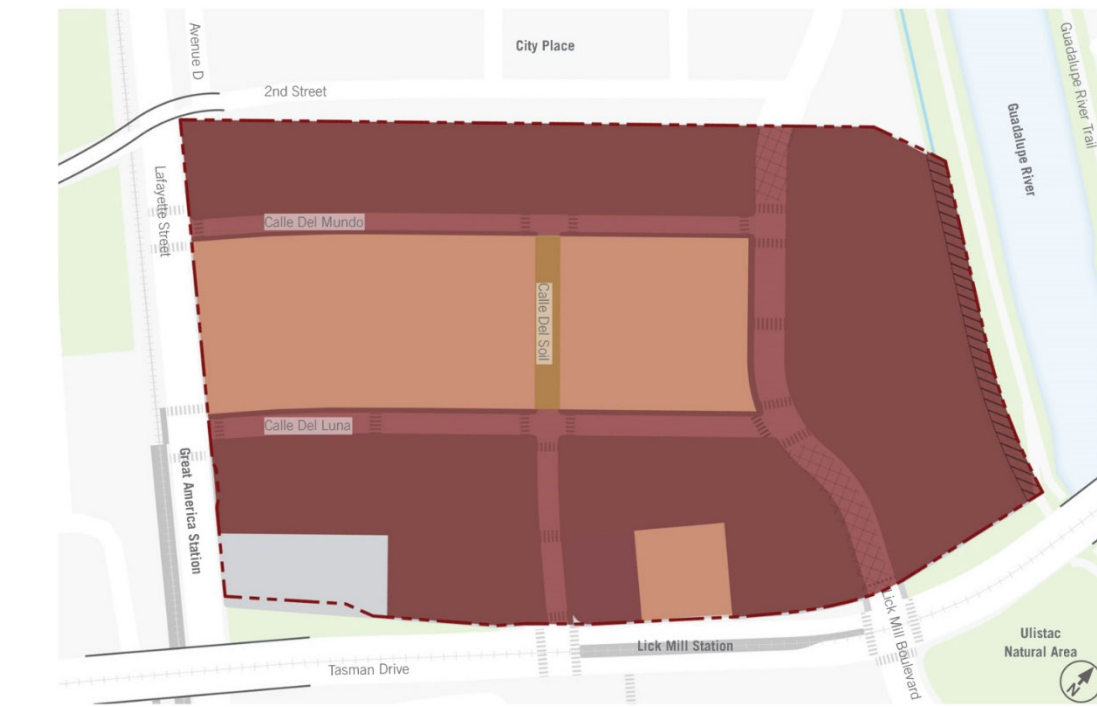 City Place
Avenue D
2nd Street
Guadalupe River Trail
Guadalupe River
Lafayette Street
Calle Del Mundo
Calle Del Soil
Calle Del Luna
Great America Station
Lick Mill Station
Tasman Drive
Lick Mill Boulevard
Ulistac
Natural Area
N